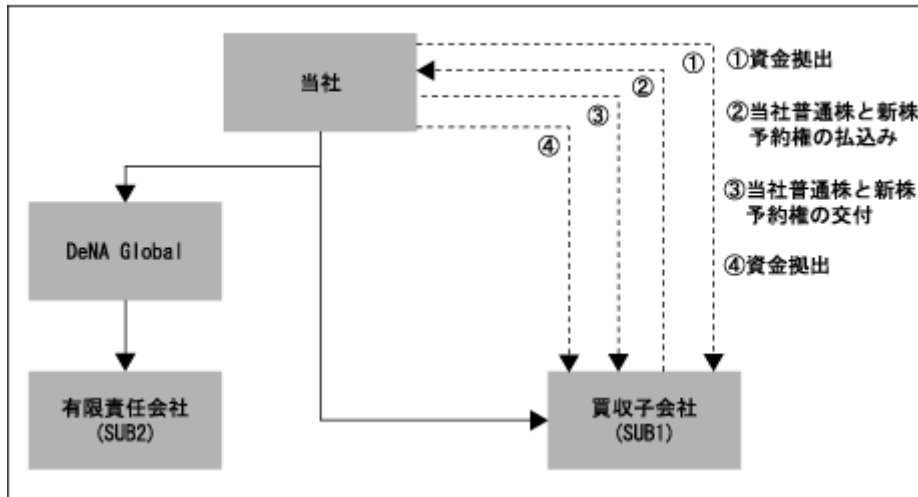 当社
①
②
③
④
①資金拠出
②当社普通株と新株
予約権の払込み
③当社普通株と新株
予約権の交付
④資金拠出
DeNA Global
有限責任会社
(SUB2)
買収子会社
(SUB1)